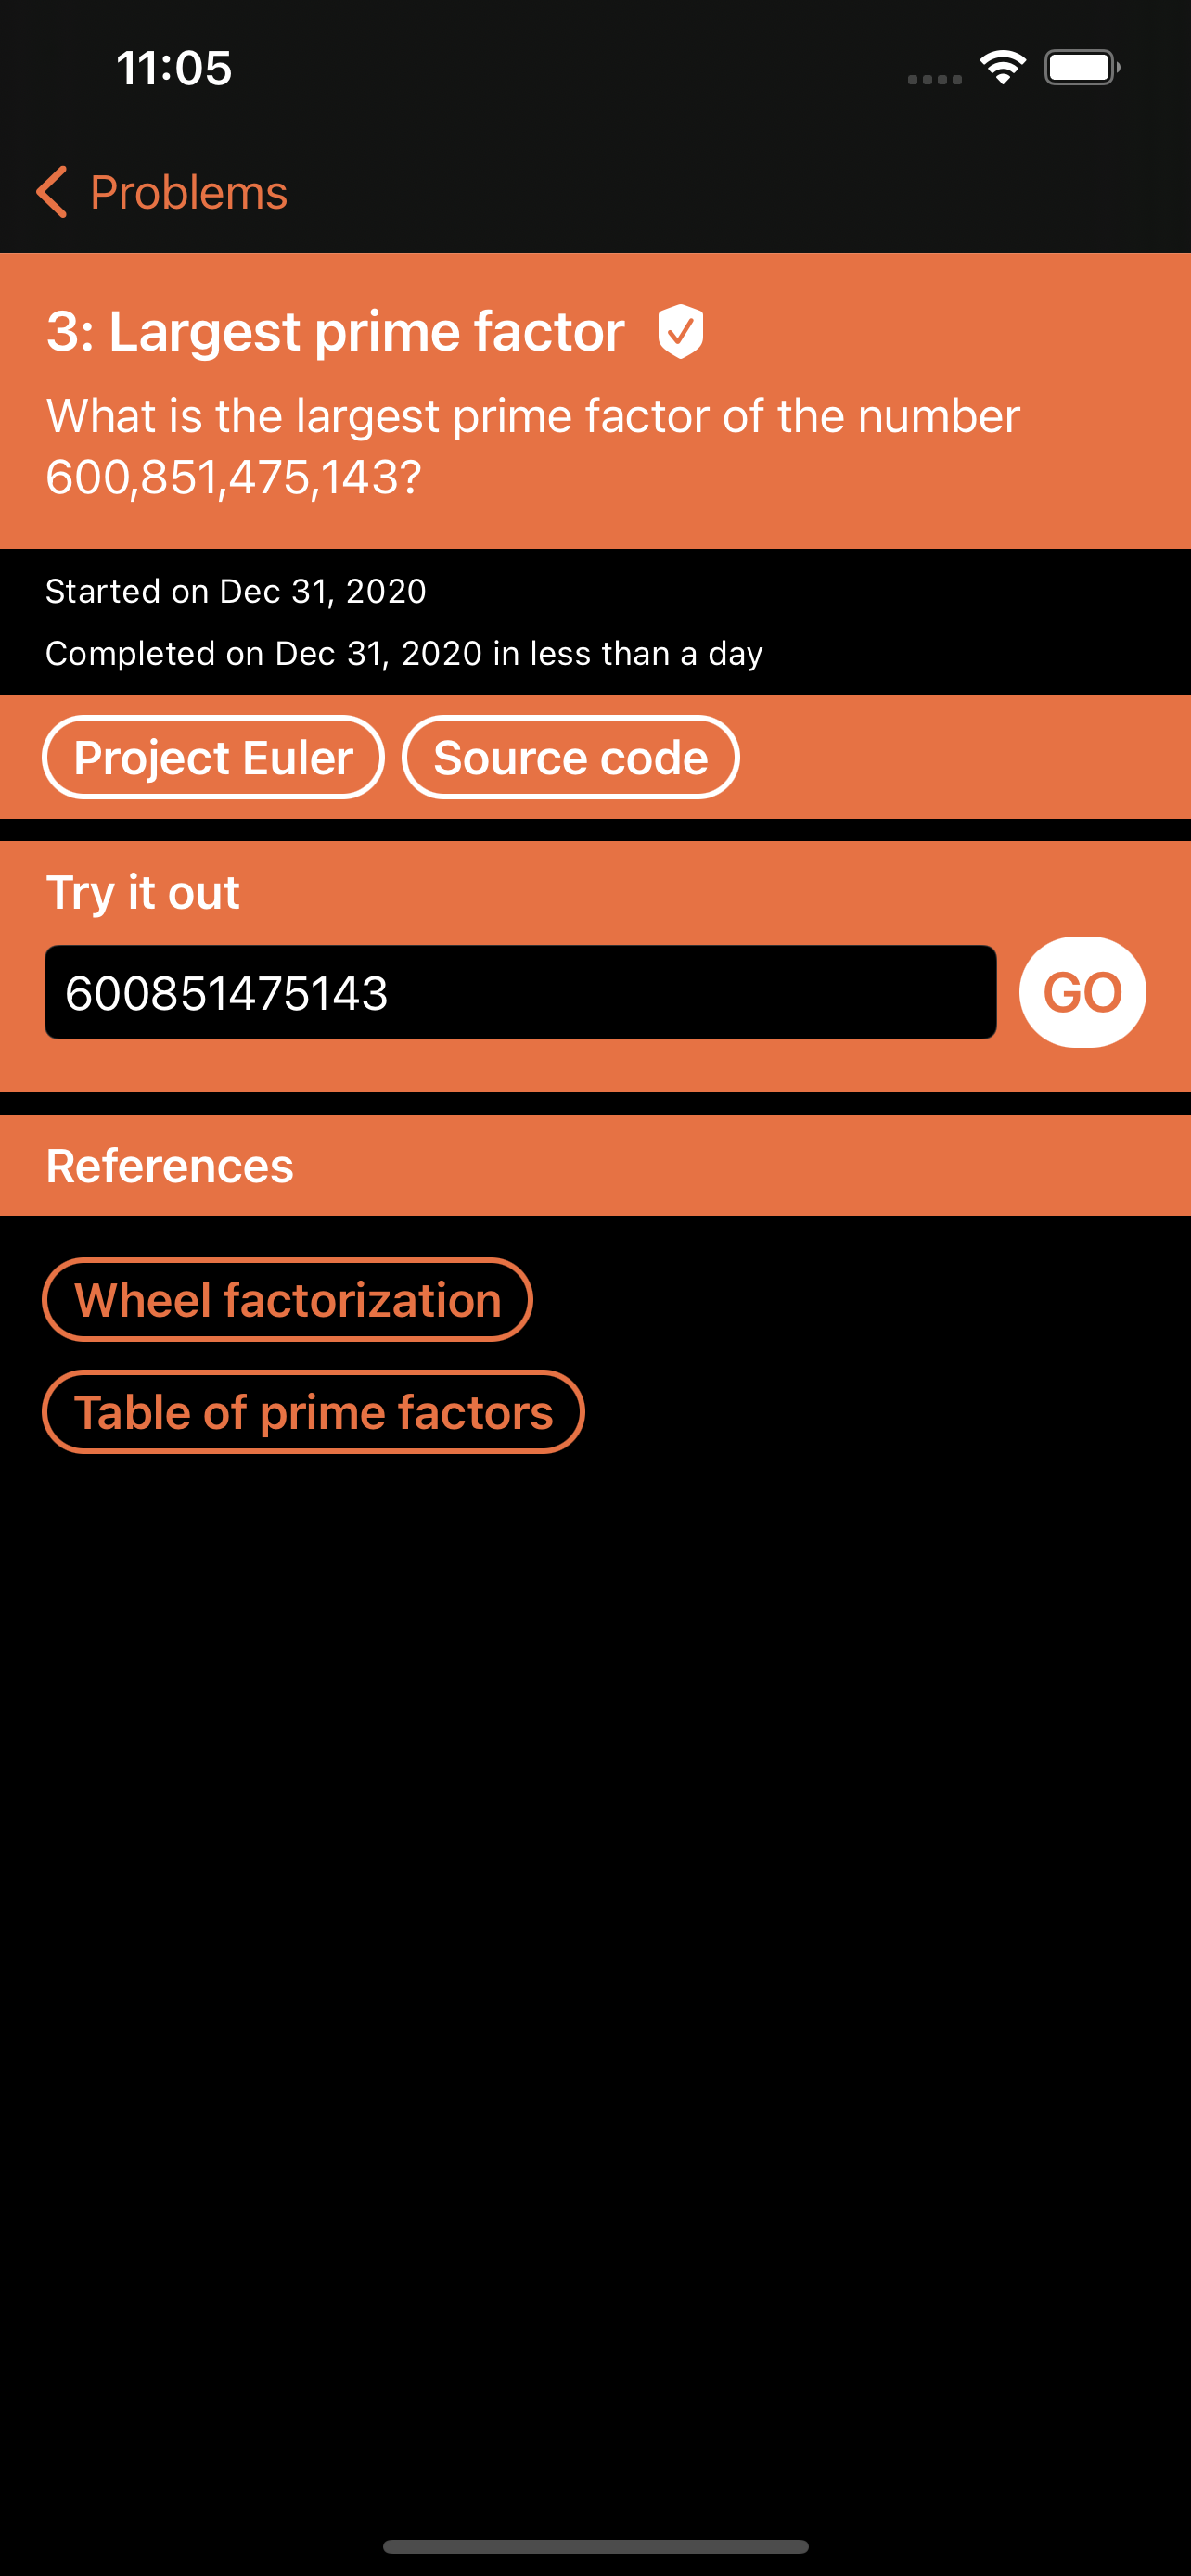 11:05
Problems
3: Largest prime factor
What is the largest prime factor of the number
600,851,475,143?
Started on Dec 31, 2020
Completed on Dec 31, 2020 in less than a day
Project Euler Source code
Try it out
600851475143 GO
References
Wheel factorization
Table of prime factors